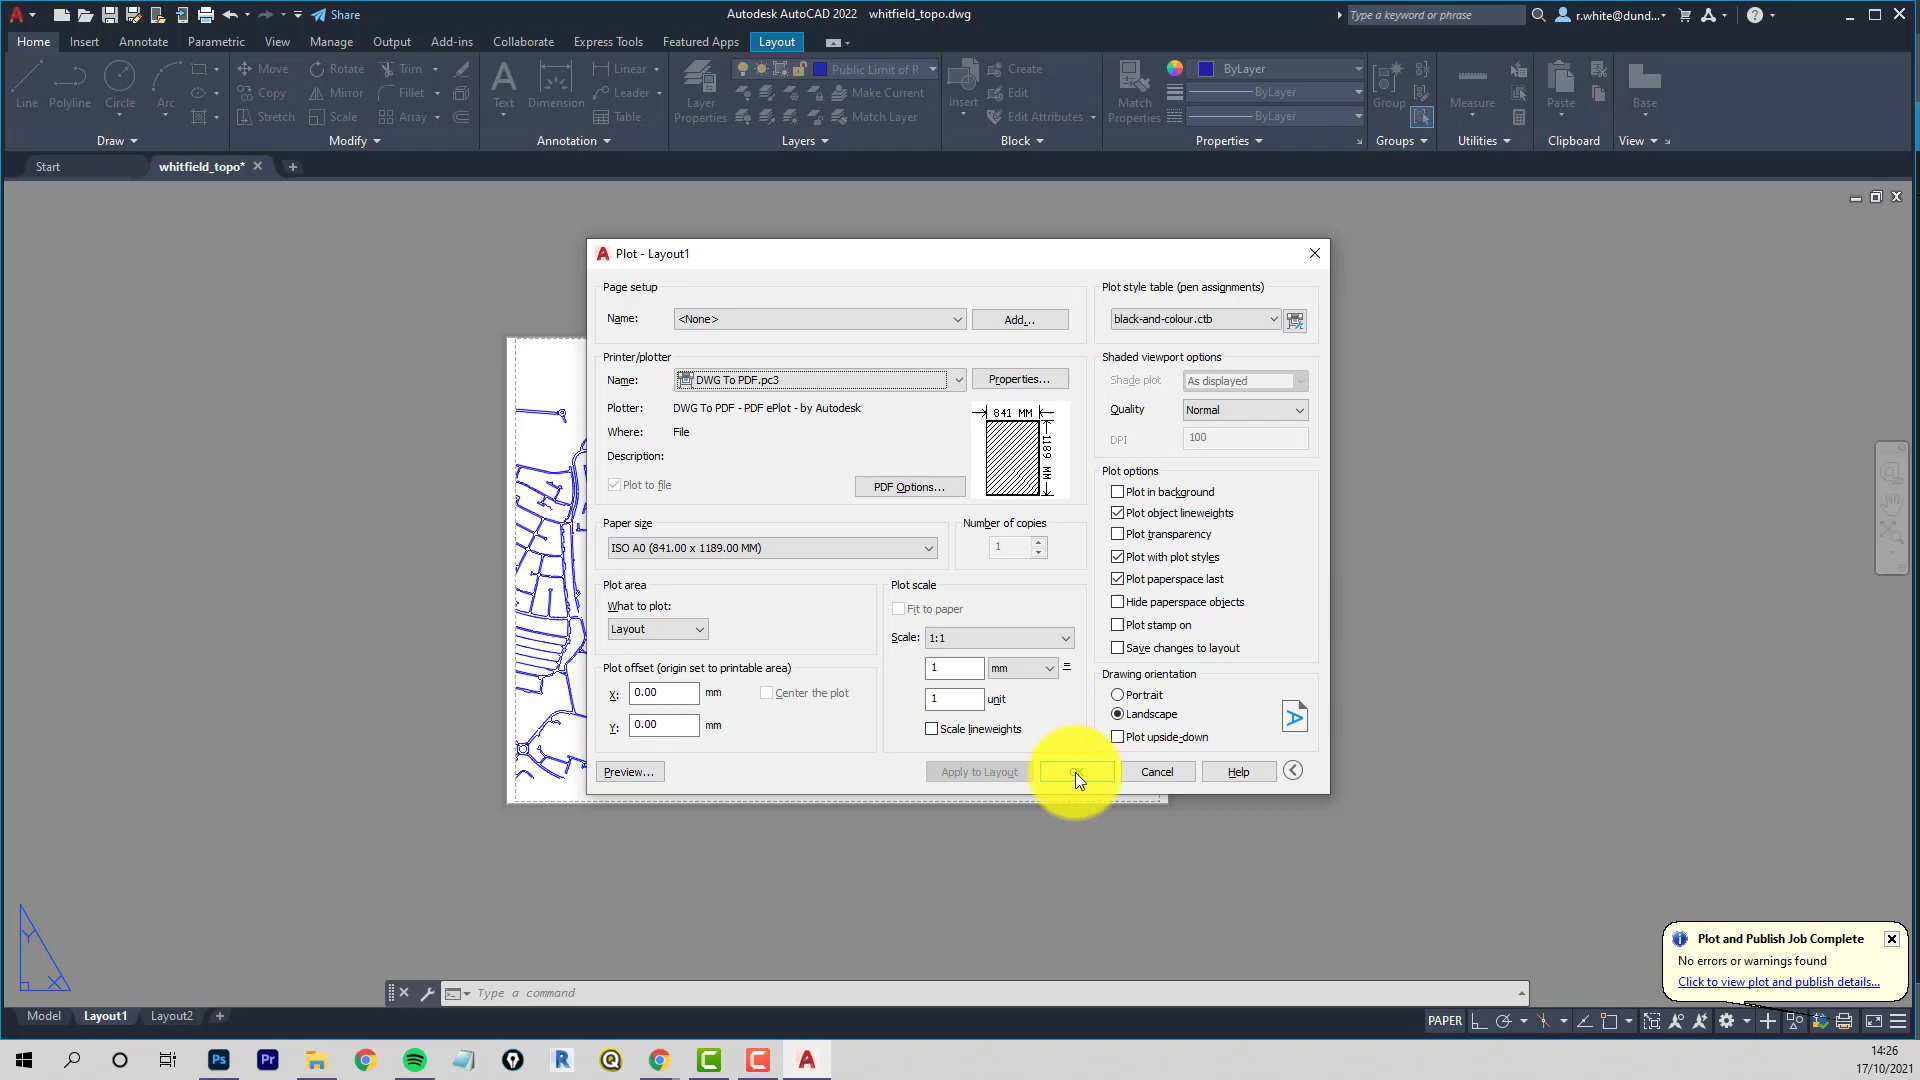 Share
Autodesk AutoCAD 2022 whitfield_topo.dwg
Type a keyword or phrase
r.white@dund...
Home Insert Annotate Parametric View Manage Output Add-ins Collaborate Express Tools Featured Apps Layout
Line Polyline Circle Arc
Move Rotate Trim
Copy Mirror Fillet
Stretch Scale Array
Text Dimension
Linear
Leader
Table
Layer Properties
Public Limit of R
Make Current
Match Layer
Insert
Create
Edit
Edit Attributes
Match Properties
ByLayer
ByLayer
ByLayer
Group
Measure
Paste
Base
Draw Modify Annotation Layers Block Properties Groups Utilities Clipboard View
Start whitfield_topo*
Plot - Layout1
Page setup
Name: <None> Add...
Printer/plotter
Name: DWG To PDF.pc3 Properties...
Plotter: DWG To PDF - PDF ePlot - by Autodesk
Where: File
Description:
Plot to file
PDF Options...
841 MM
1189 MM
Paper size
ISO A0 (841.00 x 1189.00 MM)
Number of copies
1
Plot area
What to plot:
Layout
Plot offset (origin set to printable area)
X: 0.00 mm
Center the plot
Y: 0.00 mm
Plot scale
Fit to paper
Scale: 1:1
1 mm =
1 unit
Scale lineweights
Plot style table (pen assignments)
black-and-colour.ctb
Shaded viewport options
Shade plot As displayed
Quality Normal
DPI 100
Plot options
Plot in background
Plot object lineweights
Plot transparency
Plot with plot styles
Plot paperspace last
Hide paperspace objects
Plot stamp on
Save changes to layout
Drawing orientation
Portrait
Landscape
Plot upside-down
A
Preview... Apply to Layout OK Cancel Help
Y
X
Plot and Publish Job Complete
No errors or warnings found
Click to view plot and publish details...
Type a command
Model Layout1 Layout2
PAPER
Ps Pr R A
14:26
17/10/2021